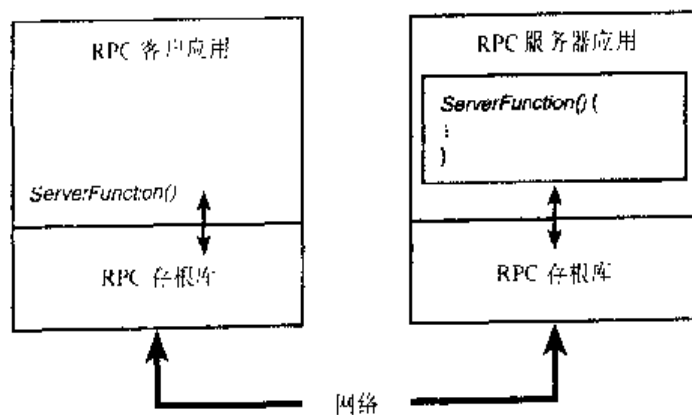 RPC 客户应用
ServerFunction()
RPC 存根库
RPC 服务器应用
ServerFunction() {
:
}
RPC 存根库
网络